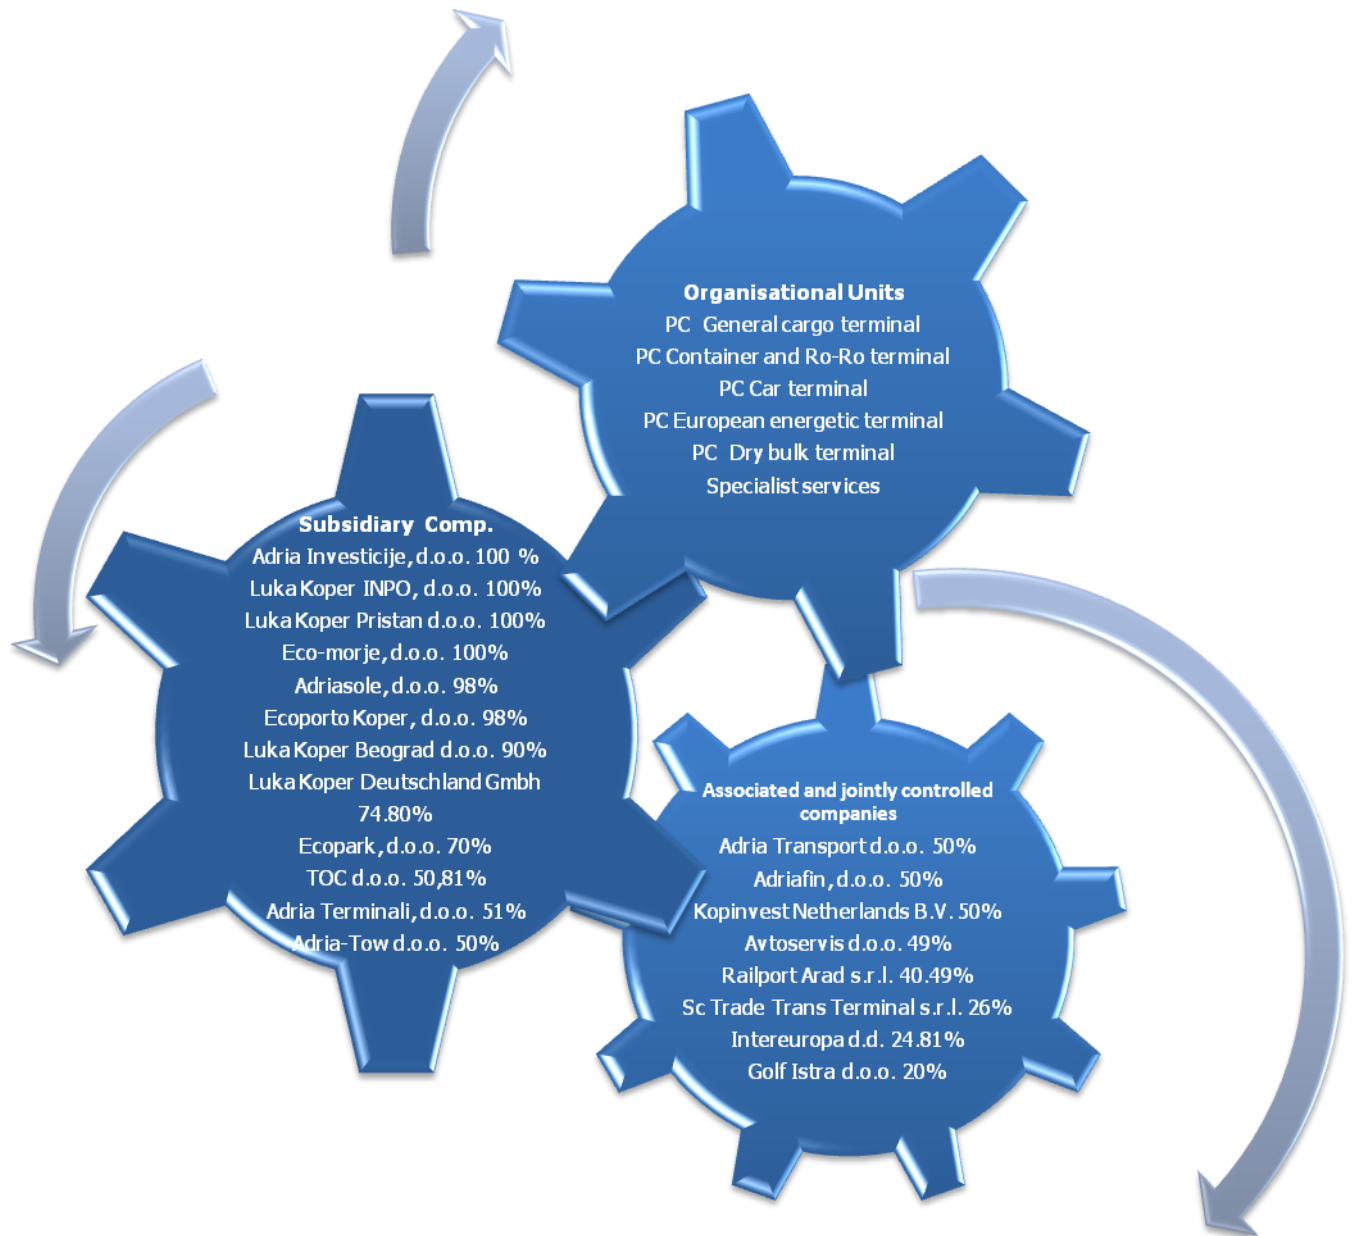 Organisational Units
PC General cargo terminal
PC Container and Ro-Ro terminal
PC Car terminal
PC European energetic terminal
PC Dry bulk terminal
Specialist services
Subsidiary Comp.
Adria Investicije, d.o.o. 100 %
Luka Koper INPO, d.o.o. 100%
Luka Koper Pristan d.o.o. 100%
Eco-morje, d.o.o. 100%
Adriasole, d.o.o. 98%
Ecoporto Koper, d.o.o. 98%
Luka Koper Beograd d.o.o. 90%
Luka Koper Deutschland Gmbh
74.80%
Ecopark, d.o.o. 70%
TOC d.o.o. 50,81%
Adria Terminali, d.o.o. 51%
Adria-Tow d.o.o. 50%
Associated and jointly controlled
companies
Adria Transport d.o.o. 50%
Adriafin, d.o.o. 50%
Kopinvest Netherlands B.V. 50%
Avtoservis d.o.o. 49%
Railport Arad s.r.l. 40.49%
Sc Trade Trans Terminal s.r.l. 26%
Intereuropa d.d. 24.81%
Golf Istra d.o.o. 20%